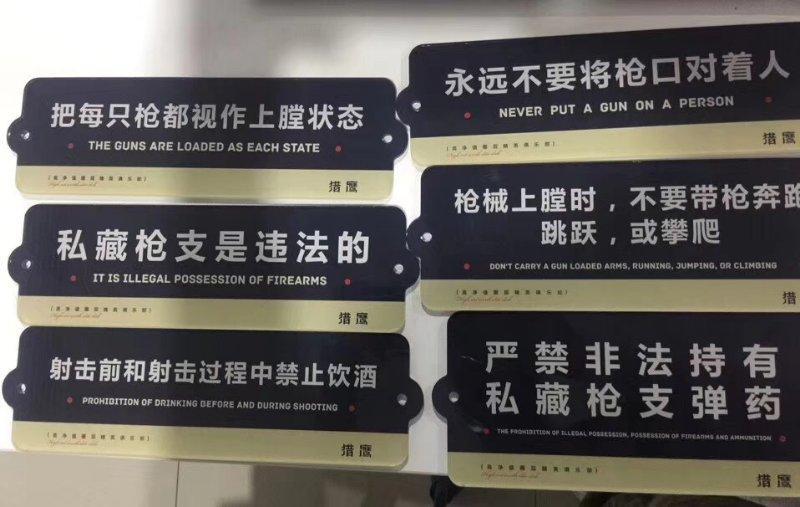 把每只枪都视作上膛状态
THE GUNS ARE LOADED AS EACH STATE
猎鹰
私藏枪支是违法的
IT IS ILLEGAL POSSESSION OF FIREARMS
猎鹰
射击前和射击过程中禁止饮酒
PROHIBITION OF DRINKING BEFORE AND DURING SHOOTING
猎鹰
永远不要将枪口对着人
NEVER PUT A GUN ON A PERSON
猎鹰
枪械上膛时，不要带枪奔跑
跳跃，或攀爬
DON'T CARRY A GUN LOADED ARMS, RUNNING, JUMPING, OR CLIMBING
猎鹰
严禁非法持有
私藏枪支弹药
THE PROHIBITION OF ILLEGAL POSSESSION, POSSESSION OF FIREARMS AND AMMUNITION
猎鹰